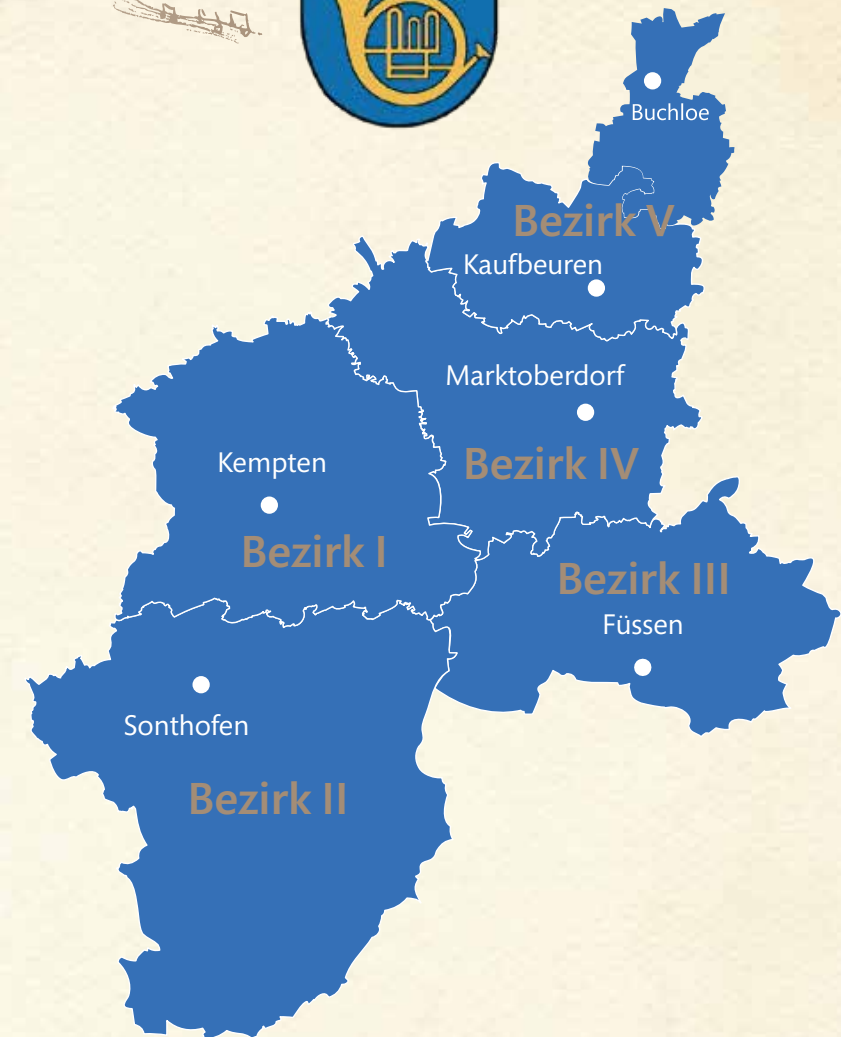 Buchloe
Bezirk V
Kaufbeuren
Marktoberdorf
Kempten
Bezirk IV
Bezirk I
Bezirk III
Füssen
Sonthofen
Bezirk II